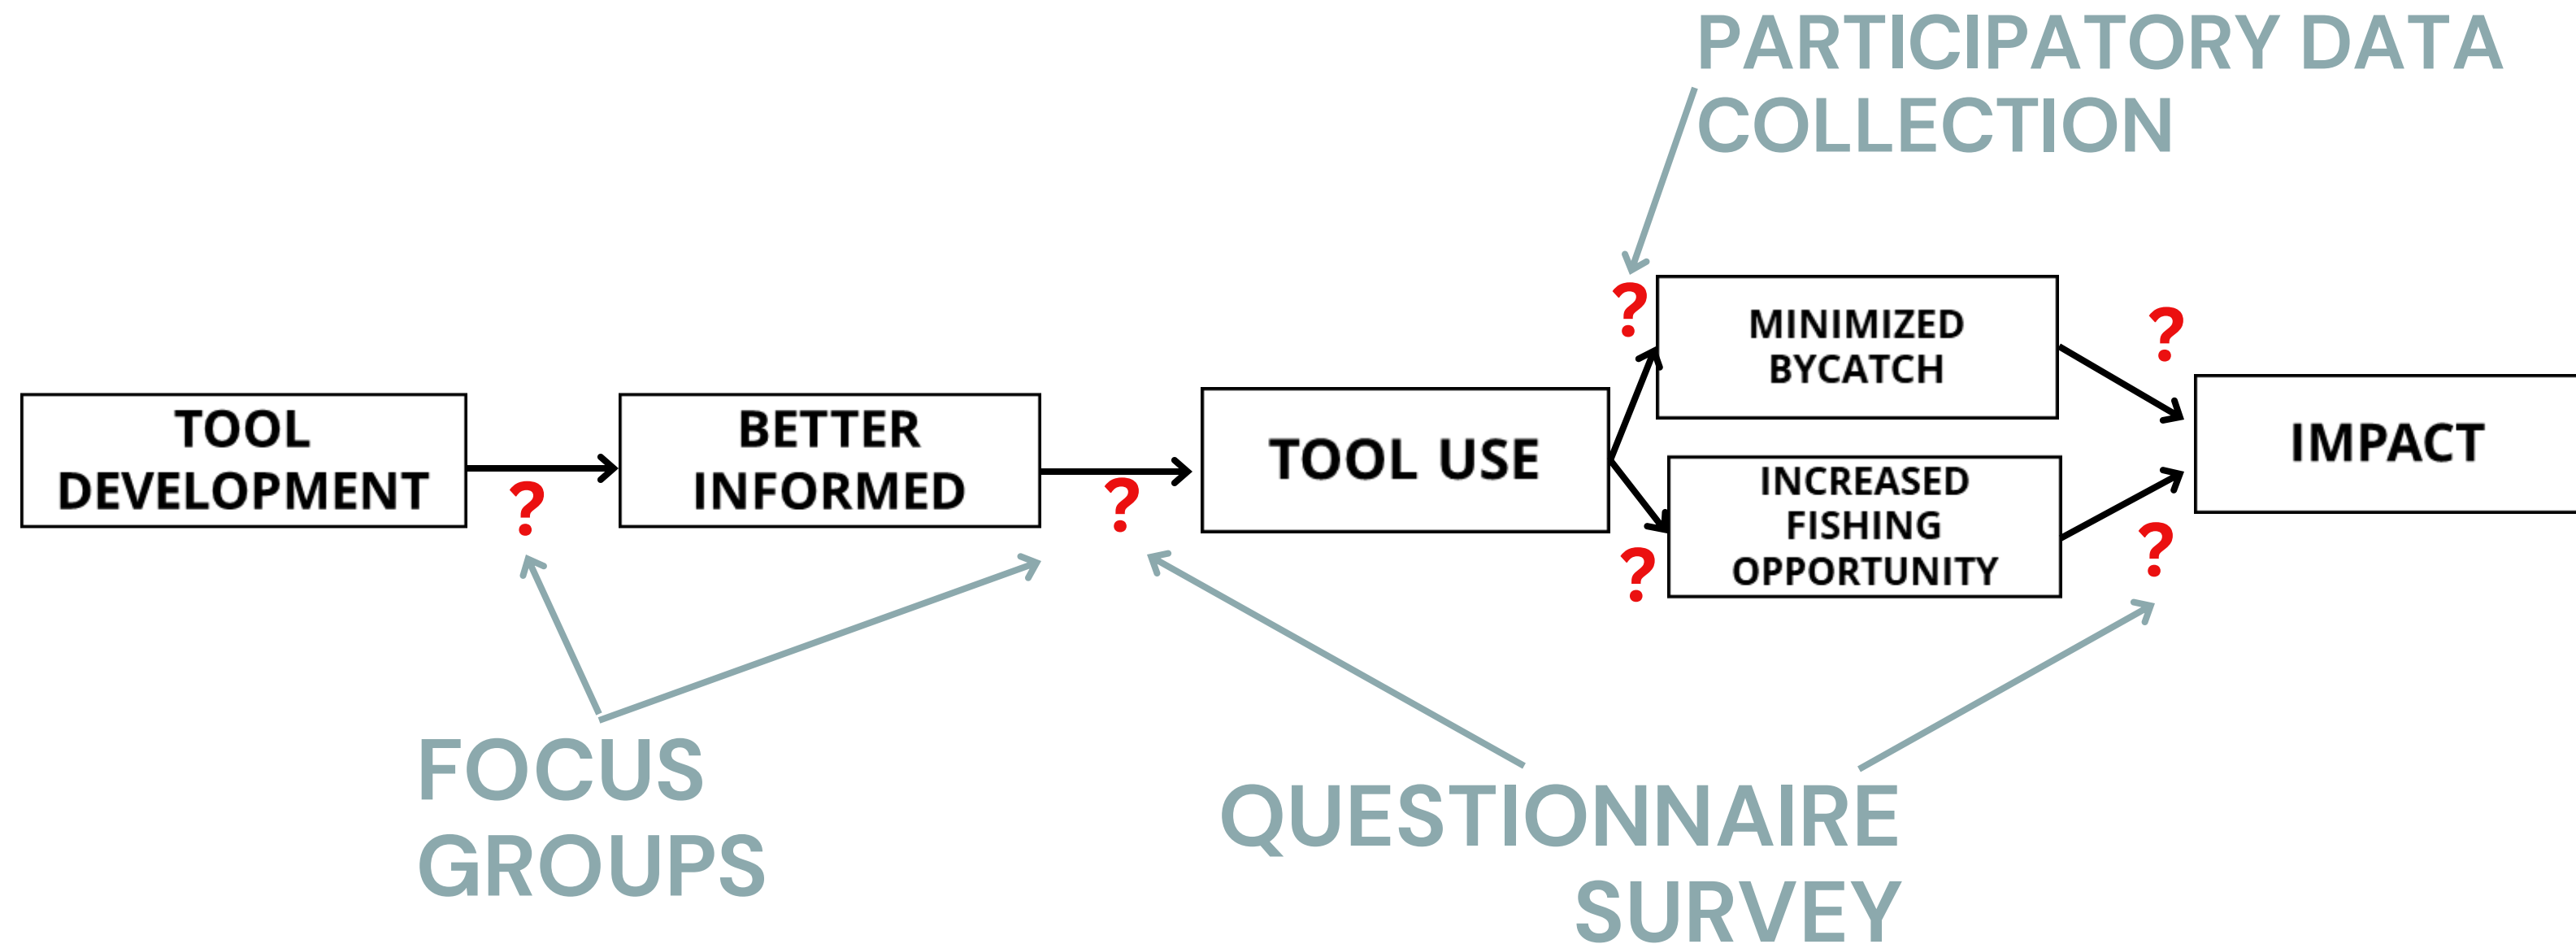 PARTICIPATORY DATA
COLLECTION
TOOL
DEVELOPMENT
?
BETTER
INFORMED
?
TOOL USE
?
MINIMIZED
BYCATCH
?
?
INCREASED
FISHING
OPPORTUNITY
?
IMPACT
FOCUS
GROUPS
QUESTIONNAIRE
SURVEY